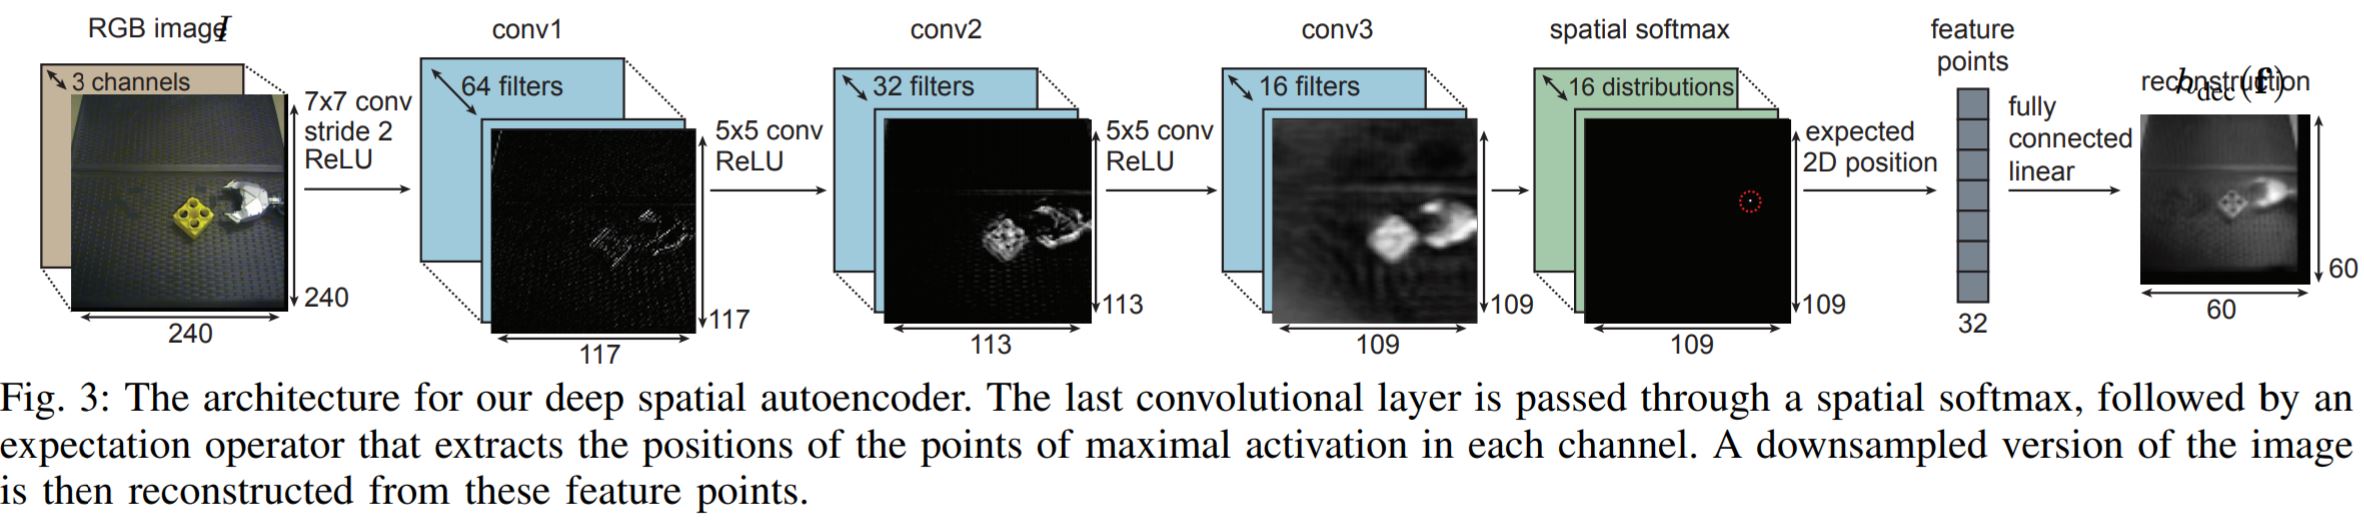 RGB image I
3 channels
240
240
7x7 conv
stride 2
ReLU
conv1
64 filters
117
117
5x5 conv
ReLU
conv2
32 filters
113
113
5x5 conv
ReLU
conv3
16 filters
109
109
spatial softmax
16 distributions
109
109
expected
2D position
feature
points
32
fully
connected
linear
reconstruction
h_dec(f)
60
60
Fig. 3: The architecture for our deep spatial autoencoder. The last convolutional layer is passed through a spatial softmax, followed by an
expectation operator that extracts the positions of the points of maximal activation in each channel. A downsampled version of the image
is then reconstructed from these feature points.